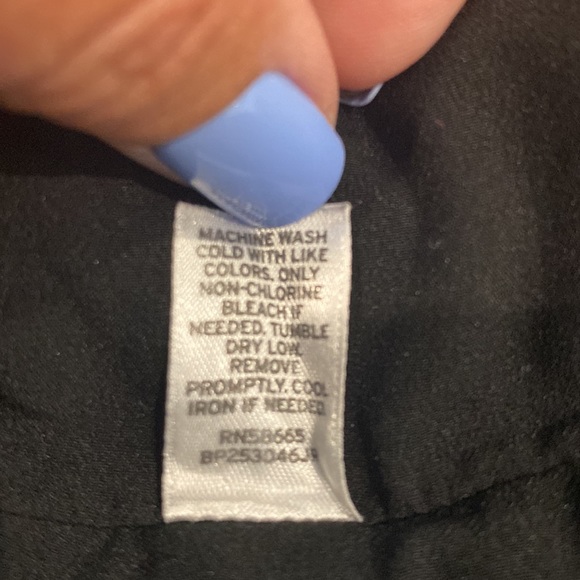 MACHINE WASH
COLD WITH LIKE
COLORS. ONLY
NON-CHLORINE
BLEACH IF
NEEDED. TUMBLE
DRY LOW.
REMOVE
PROMPTLY. COOL
IRON IF NEEDED
RN58665